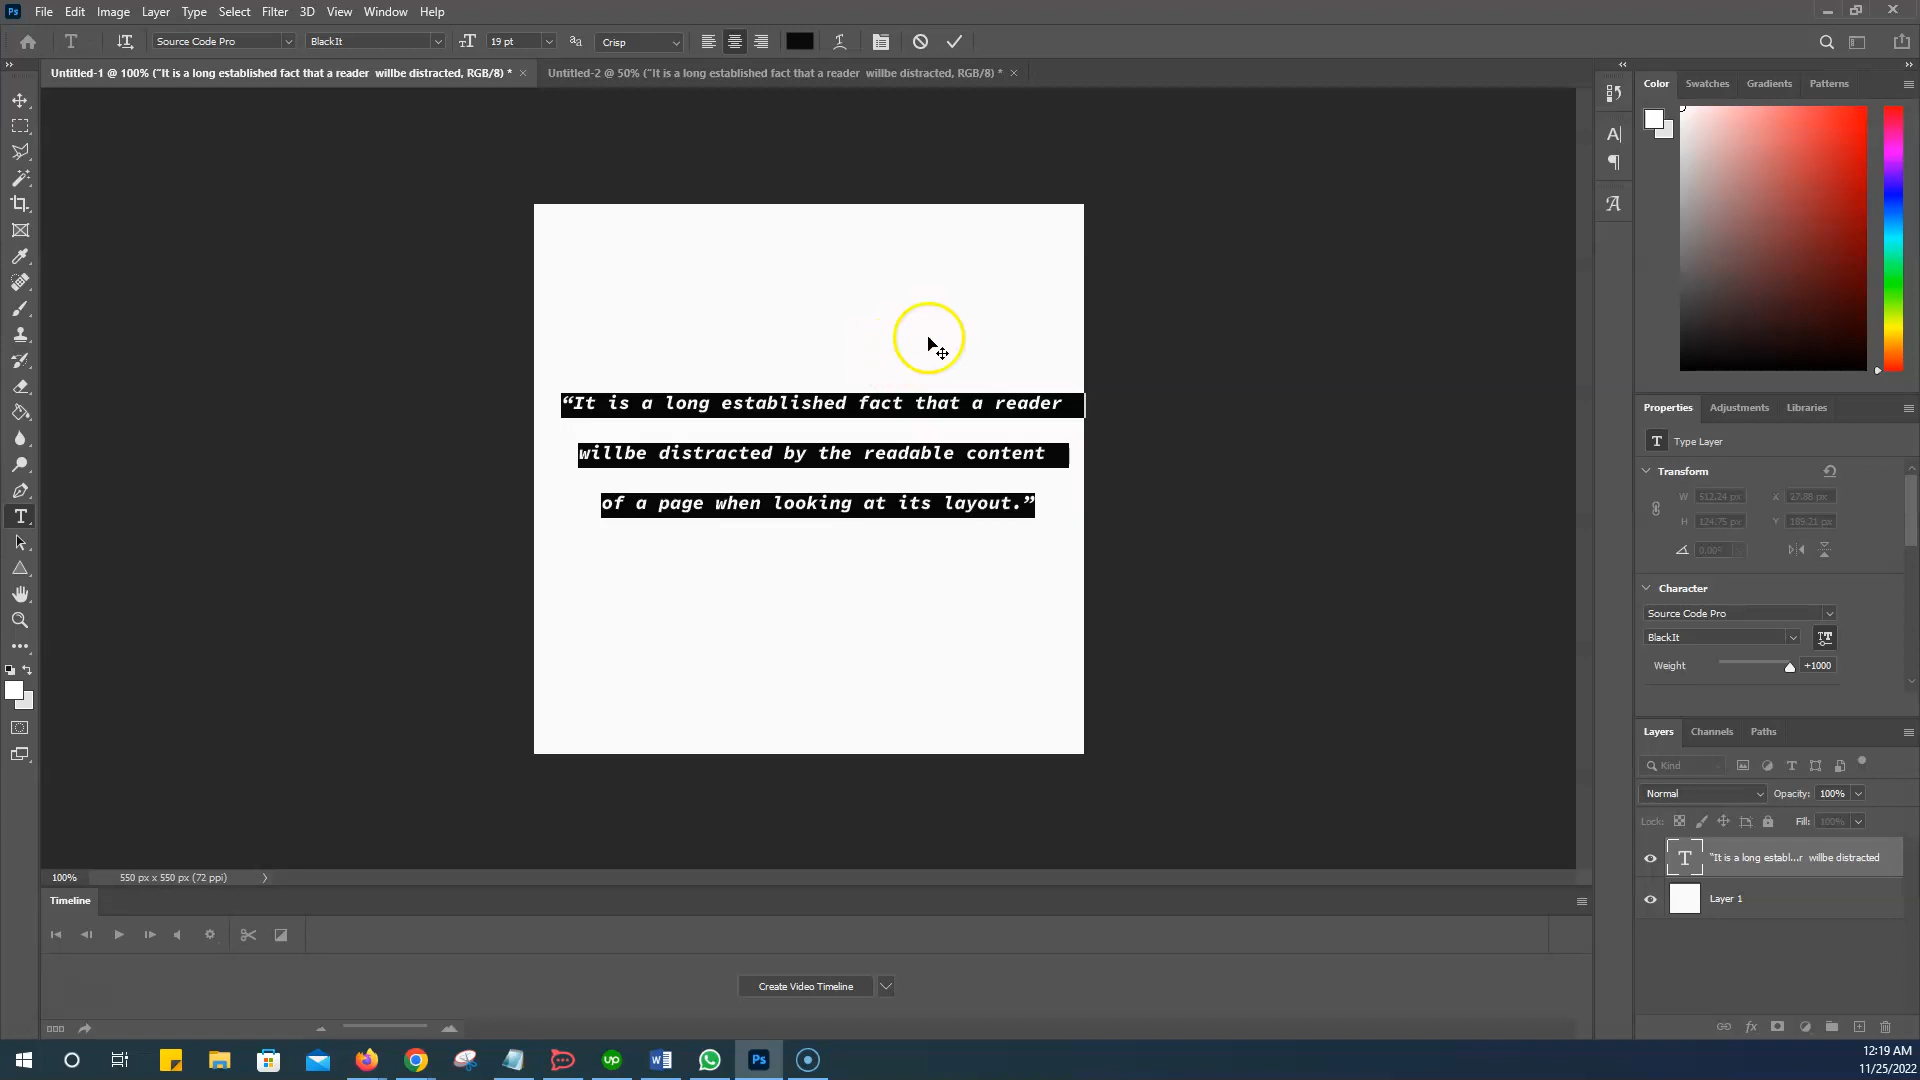 Ps File Edit Image Layer Type Select Filter 3D View Window Help
Source Code Pro BlackIt 19 pt Crisp
Untitled-1 @ 100% (“It is a long established fact that a reader  willbe distracted, RGB/8) * × Untitled-2 @ 50% (“It is a long established fact that a reader  willbe distracted, RGB/8) * ×
Color Swatches Gradients Patterns
“It is a long established fact that a reader
willbe distracted by the readable content
of a page when looking at its layout.”
Properties Adjustments Libraries
T Type Layer
Transform
W 512.24 px X 27.88 px
H 124.75 px Y 189.21 px
0.00°
Character
Source Code Pro
BlackIt
Weight +1000
Layers Channels Paths
Kind
Normal Opacity: 100%
Lock: Fill: 100%
T “It is a long establ...r  willbe distracted
Layer 1
100% 550 px x 550 px (72 ppi)
Timeline
Create Video Timeline
Ps
12:19 AM
11/25/2022